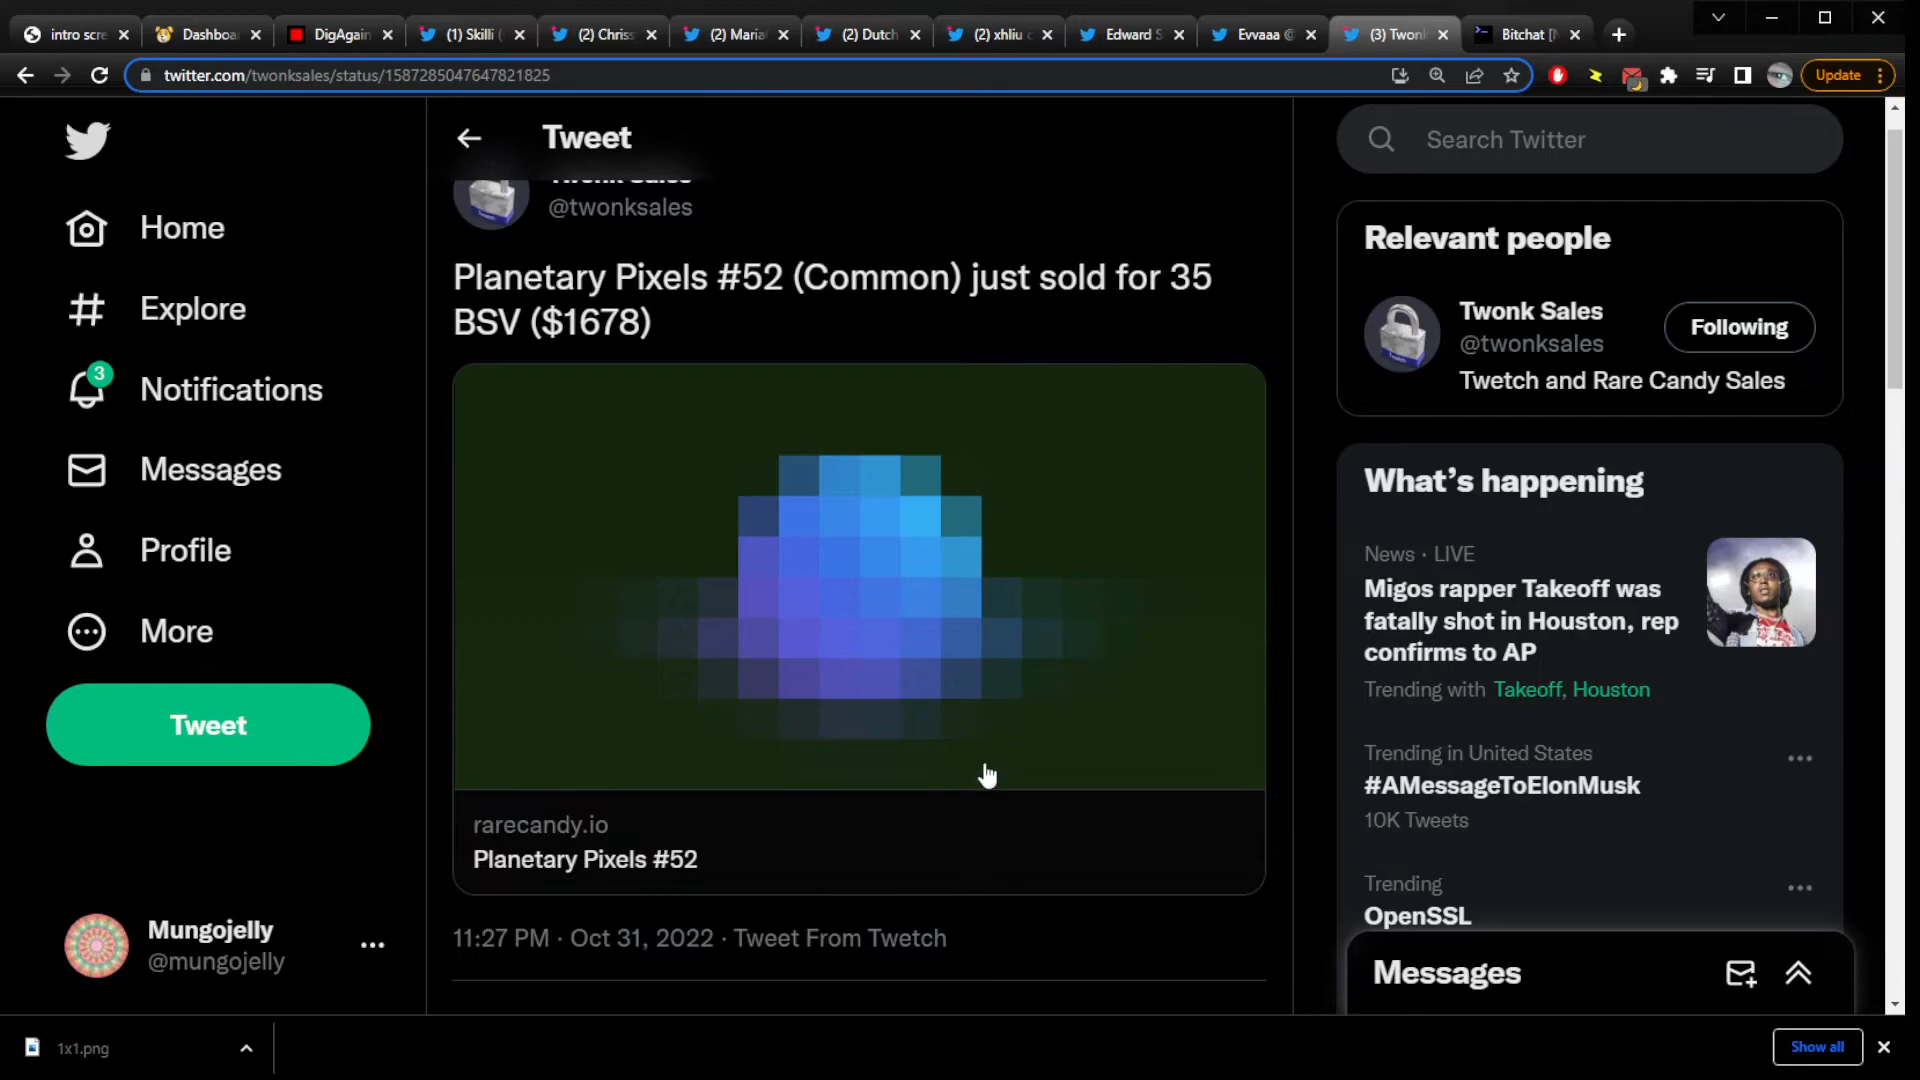 intro scre
Dashboa
DigAgain
(1) Skilli (
(2) Chriss
(2) Maria
(2) Dutch
(2) xhliu
Edward S
Evvaaa @
(3) Twonk
Bitchat [
twitter.com/twonksales/status/1587285047647821825
Update
Tweet
Search Twitter
Home
Explore
3
Notifications
Messages
Profile
More
Tweet
Mungojelly
@mungojelly
Twonk Sales
@twonksales
Planetary Pixels #52 (Common) just sold for 35
BSV ($1678)
rarecandy.io
Planetary Pixels #52
11:27 PM · Oct 31, 2022 · Tweet From Twetch
Relevant people
Twonk Sales
@twonksales
Following
Twetch and Rare Candy Sales
What's happening
News · LIVE
Migos rapper Takeoff was
fatally shot in Houston, rep
confirms to AP
Trending with Takeoff, Houston
Trending in United States
#AMessageToElonMusk
10K Tweets
Trending
OpenSSL
Messages
1x1.png
Show all